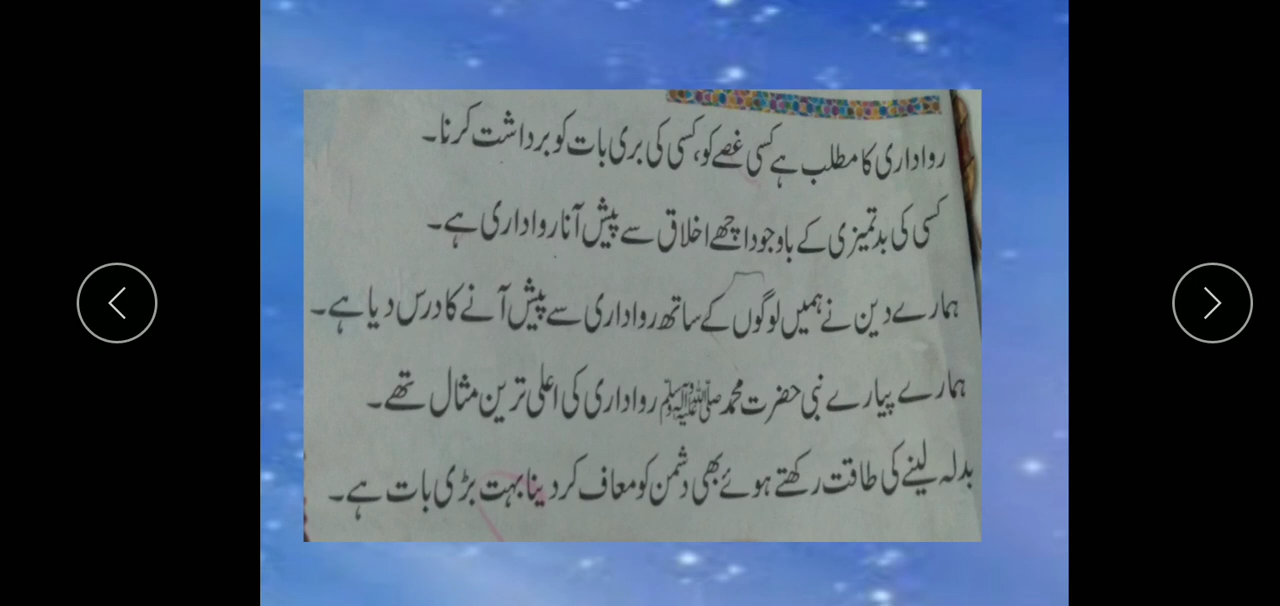 رواداری کا مطلب ہے کسی غصے کو، کسی کی بری بات کو برداشت کرنا۔
کسی کی بدتمیزی کے باوجود اچھے اخلاق سے پیش آنا رواداری ہے۔
ہمارے دین نے ہمیں لوگوں کے ساتھ رواداری سے پیش آنے کا درس دیا ہے۔
ہمارے پیارے نبی حضرت محمد ﷺ رواداری کی اعلیٰ ترین مثال تھے۔
بدلہ لینے کی طاقت رکھتے ہوئے بھی دشمن کو معاف کر دینا بہت بڑی بات ہے۔